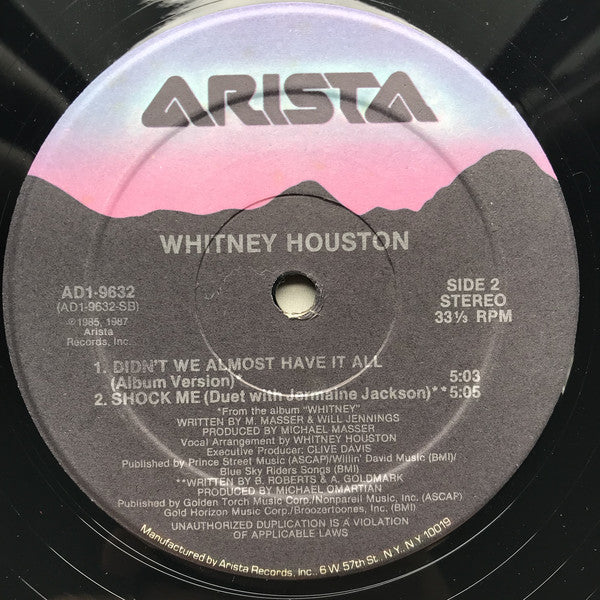 ARISTA
WHITNEY HOUSTON
AD1-9632
(AD1-9632-SB)
℗1985, 1987
Arista
Records, Inc.
SIDE 2
STEREO
33⅓ RPM
1. DIDN'T WE ALMOST HAVE IT ALL
(Album Version)* 5:03
2. SHOCK ME (Duet with Jermaine Jackson)** 5:05
*From the album "WHITNEY"
WRITTEN BY M. MASSER & WILL JENNINGS
PRODUCED BY MICHAEL MASSER
Vocal Arrangement by WHITNEY HOUSTON
Executive Producer: CLIVE DAVIS
Published by Prince Street Music (ASCAP)/Willin' David Music (BMI)/
Blue Sky Riders Songs (BMI)
**WRITTEN BY B. ROBERTS & A. GOLDMARK
PRODUCED BY MICHAEL OMARTIAN
Published by Golden Torch Music Corp./Nonpareil Music, Inc. (ASCAP)
Gold Horizon Music Corp./Broozertoones, Inc. (BMI)
UNAUTHORIZED DUPLICATION IS A VIOLATION
OF APPLICABLE LAWS
Manufactured by Arista Records, Inc., 6 W. 57th St., N.Y., N.Y. 10019